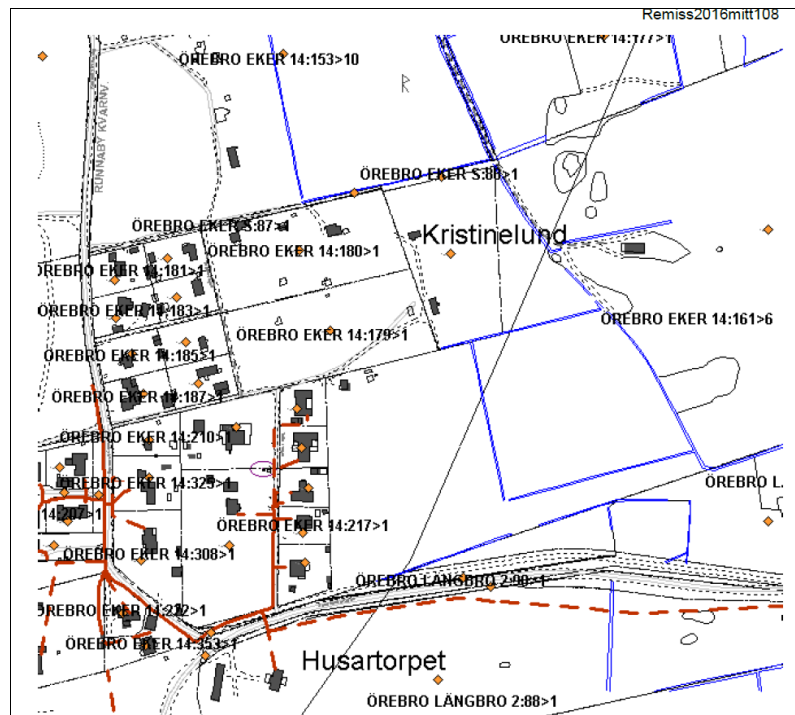 Remiss2016mitt108
ÖREBRO EKER 14:177>1
ÖREBRO EKER 14:153>10
RUNNABY KVARNV.
ÖREBRO EKER S:88>1
ÖREBRO EKER S:87>1
Kristinelund
ÖREBRO EKER 14:180>1
ÖREBRO EKER 14:181>1
ÖREBRO EKER 14:183>1
ÖREBRO EKER 14:161>6
ÖREBRO EKER 14:179>1
ÖREBRO EKER 14:185>1
ÖREBRO EKER 14:187>1
ÖREBRO EKER 14:210>1
ÖREBRO EKER 14:325>1
ÖREBRO
14:207>1
ÖREBRO EKER 14:217>1
ÖREBRO EKER 14:308>1
ÖREBRO LÄNGBRO 2:90>1
ÖREBRO EKER 14:222>1
ÖREBRO EKER 14:353>1
Husartorpet
ÖREBRO LÄNGBRO 2:88>1